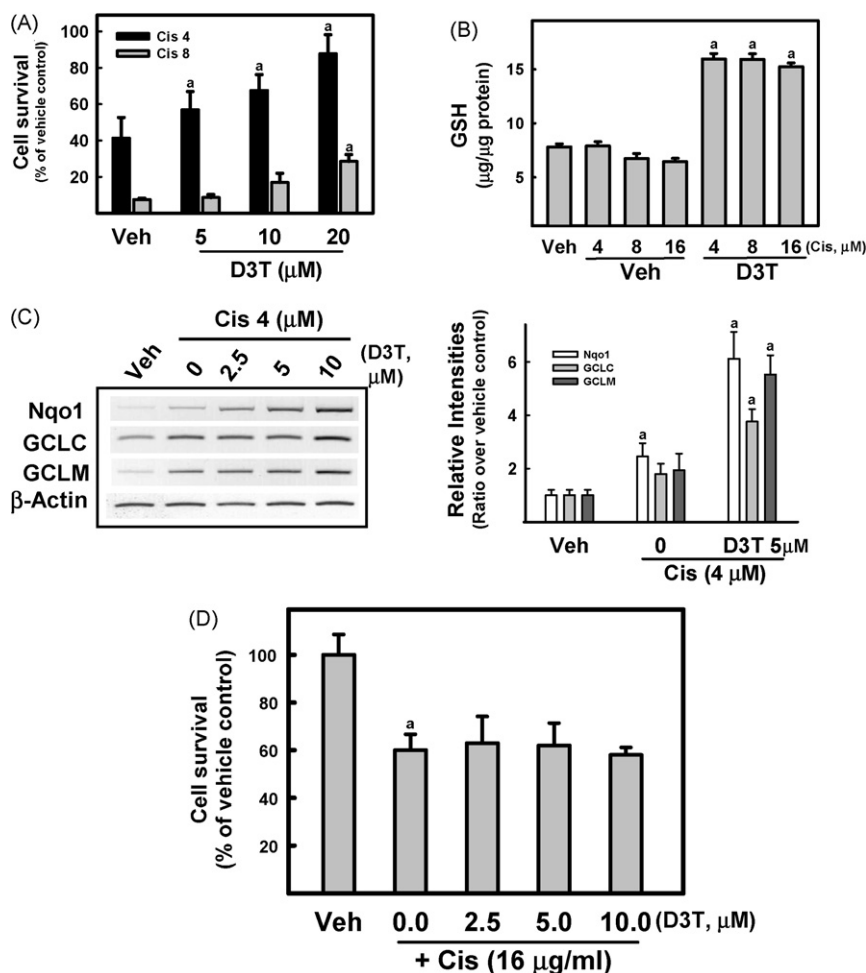 (A)
Cell survival
(% of vehicle control)
100
80
60
40
20
Cis 4
Cis 8
a
a
a
a
Veh
5
10
20
D3T (μM)
(B)
GSH
(μg/μg protein)
15
10
5
a
a
a
Veh
4
8
16
4
8
16
(Cis, μM)
Veh
D3T
(C)
Cis 4 (μM)
Veh
0
2.5
5
10
(D3T,
μM)
Nqo1
GCLC
GCLM
β-Actin
Relative Intensities
(Ratio over vehicle control)
6
4
2
Nqo1
GCLC
GCLM
a
a
a
a
Veh
0
D3T 5μM
Cis (4 μM)
(D)
Cell survival
(% of vehicle control)
100
80
60
40
20
a
Veh
0.0
2.5
5.0
10.0
(D3T, μM)
+ Cis (16 μg/ml)